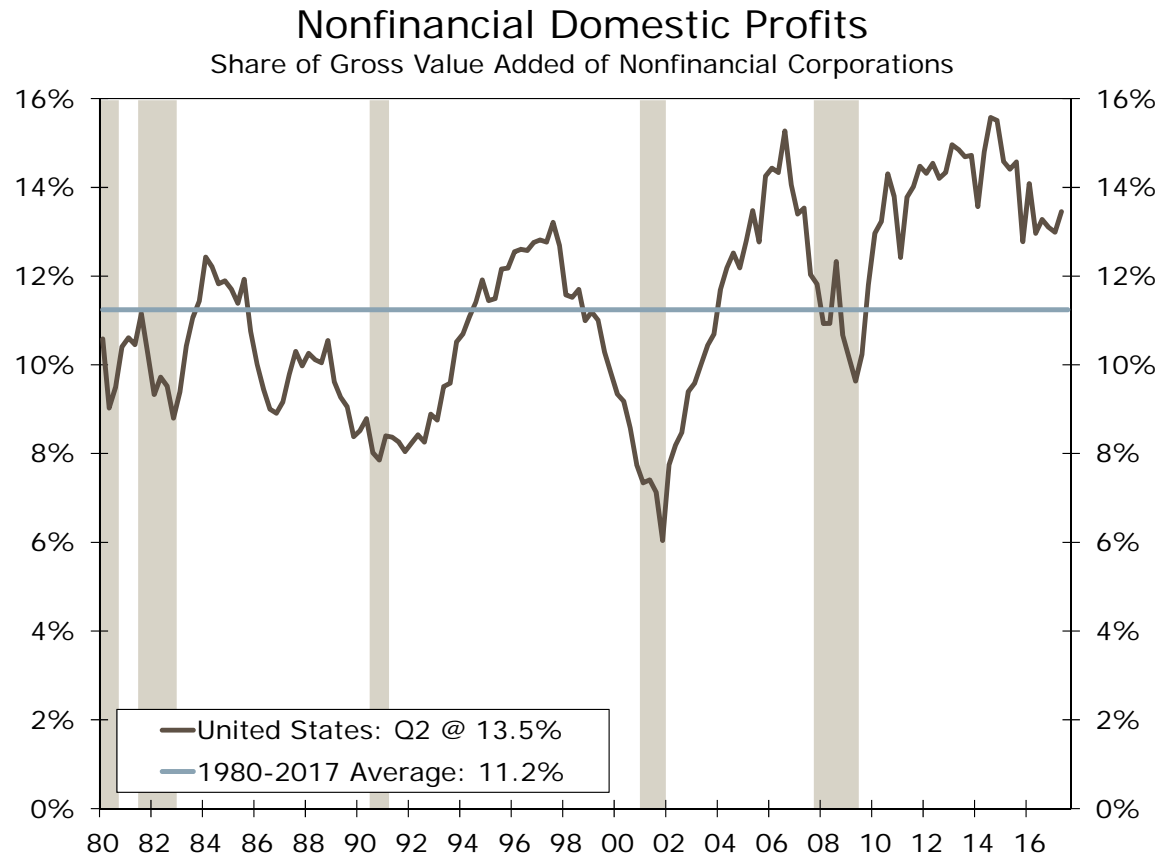 Nonfinancial Domestic Profits
Share of Gross Value Added of Nonfinancial Corporations
16% 16%
14% 14%
12% 12%
10% 10%
8% 8%
6% 6%
4% 4%
2% 2%
United States: Q2 @ 13.5%
1980-2017 Average: 11.2%
0% 0%
80 82 84 86 88 90 92 94 96 98 00 02 04 06 08 10 12 14 16